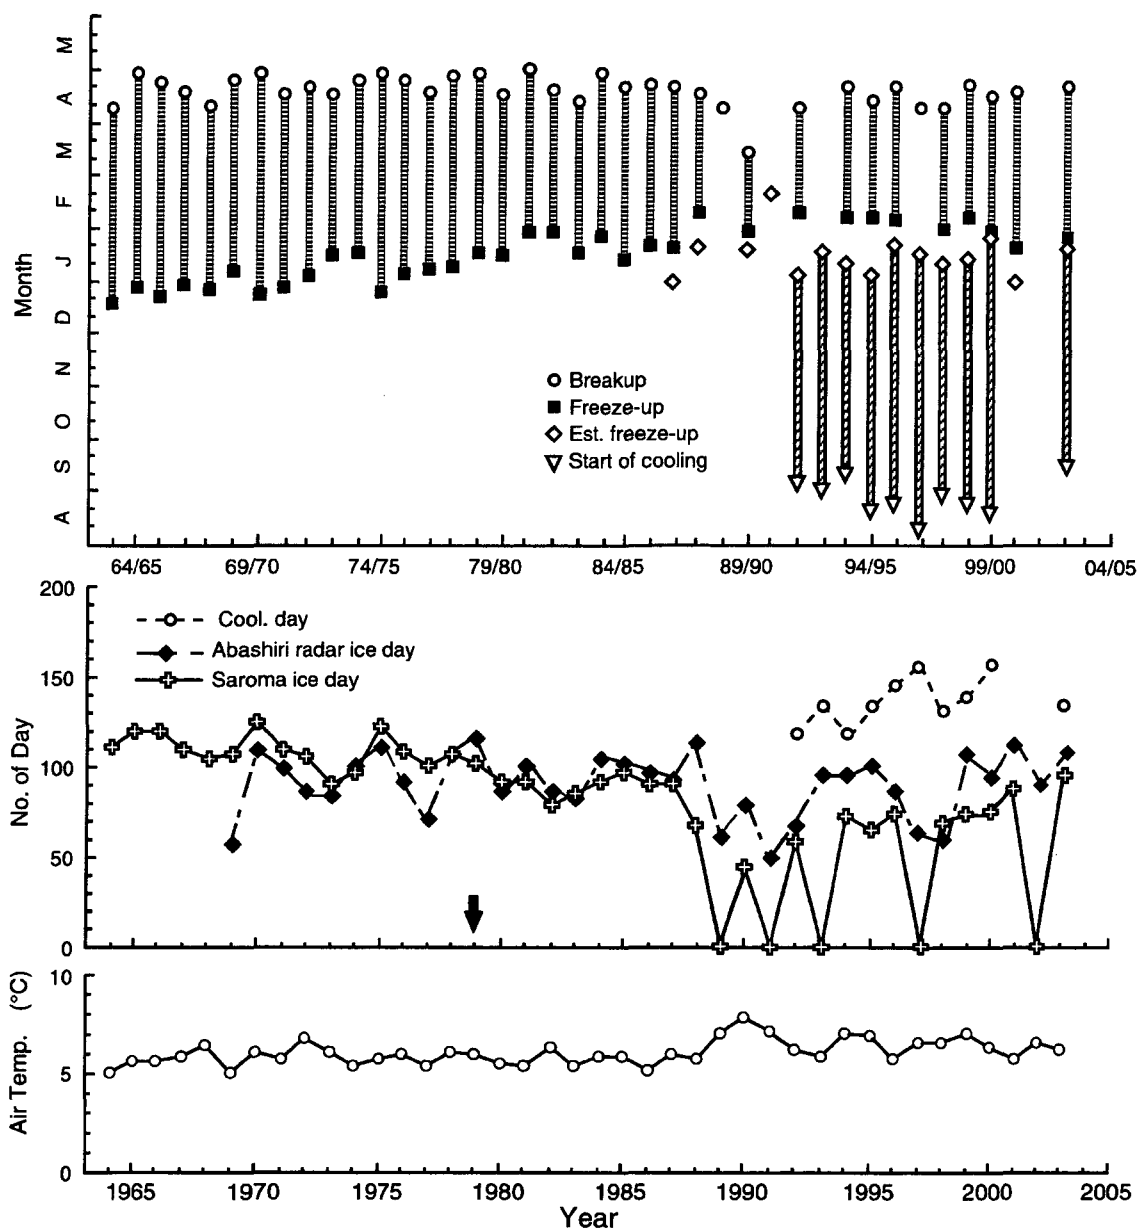 Month
M
A
M
F
J
D
N
O
S
A
Breakup
Freeze-up
Est. freeze-up
Start of cooling
64/65 69/70 74/75 79/80 84/85 89/90 94/95 99/00 04/05
No. of Day
200
150
100
50
0
Cool. day
Abashiri radar ice day
Saroma ice day
Air Temp. (°C)
10
5
0
1965 1970 1975 1980 1985 1990 1995 2000 2005
Year